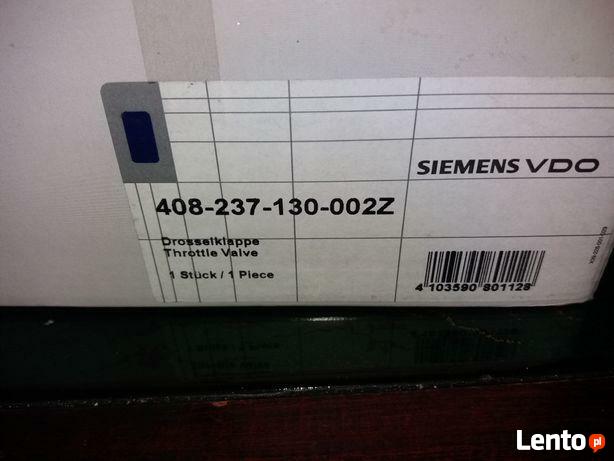 SIEMENS VDO
408-237-130-002Z
Drosselklappe
Throttle Valve
1 Stück / 1 Piece
4 103590 801128
Lento.pl